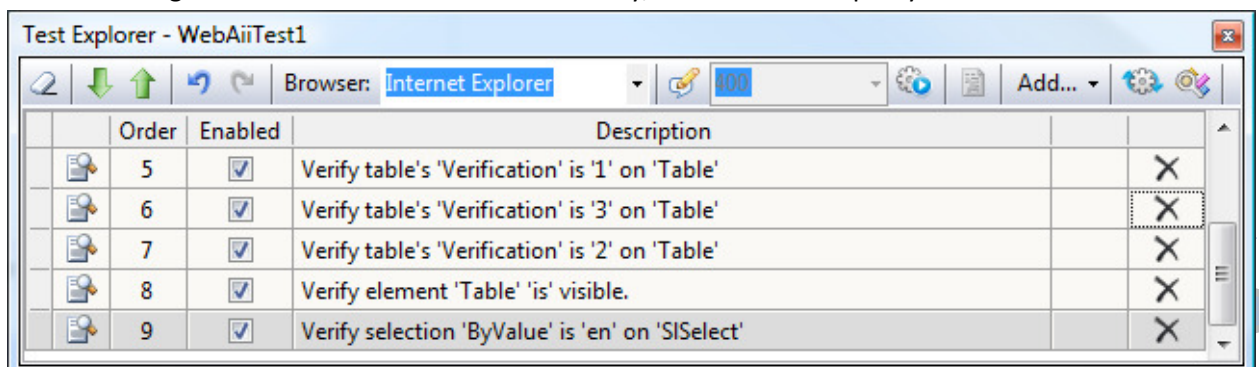 Test Explorer - WebAiiTest1
Browser: Internet Explorer 400 Add...
Order Enabled Description
5 Verify table's 'Verification' is '1' on 'Table'
6 Verify table's 'Verification' is '3' on 'Table'
7 Verify table's 'Verification' is '2' on 'Table'
8 Verify element 'Table' 'is' visible.
9 Verify selection 'ByValue' is 'en' on 'SlSelect'